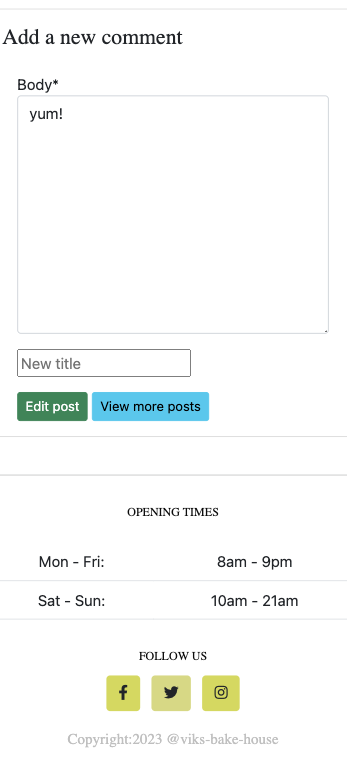 Add a new comment
Body*
yum!
New title
Edit post View more posts
OPENING TIMES
Mon - Fri: 8am - 9pm
Sat - Sun: 10am - 21am
FOLLOW US
Copyright:2023 @viks-bake-house